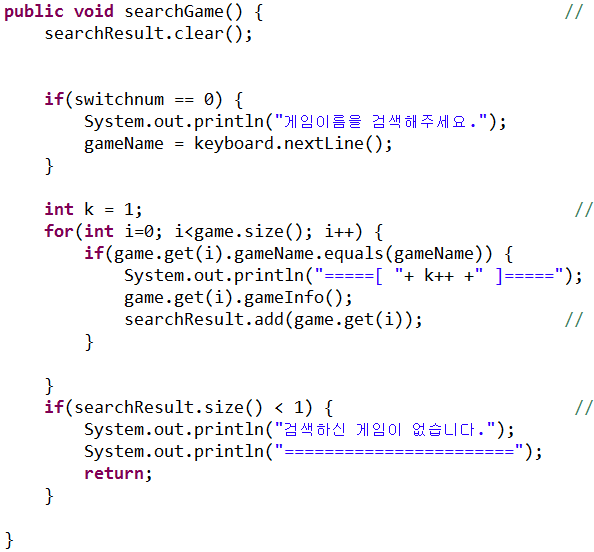 public void searchGame() { //
searchResult.clear();
if(switchnum == 0) {
System.out.println("게임이름을 검색해주세요.");
gameName = keyboard.nextLine();
}
int k = 1; //
for(int i=0; i<game.size(); i++) {
if(game.get(i).gameName.equals(gameName)) {
System.out.println("=====[ "+ k++ +" ]=====");
game.get(i).gameInfo();
searchResult.add(game.get(i)); //
}
}
if(searchResult.size() < 1) { //
System.out.println("검색하신 게임이 없습니다.");
System.out.println("=======================");
return;
}
}